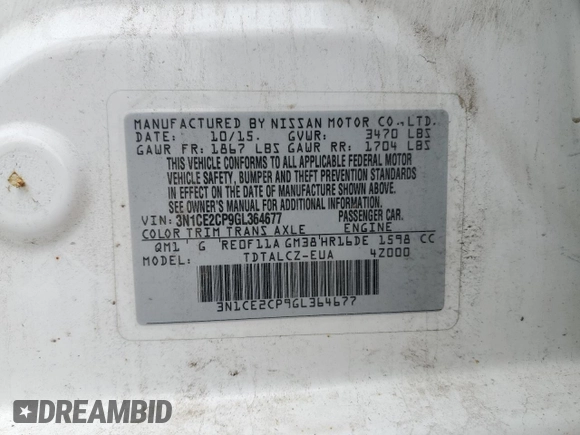 MANUFACTURED BY NISSAN MOTOR CO.,LTD.
DATE: 10/15. GVWR: 3470 LBS
GAWR FR: 1867 LBS GAWR RR: 1704 LBS
THIS VEHICLE CONFORMS TO ALL APPLICABLE FEDERAL MOTOR
VEHICLE SAFETY, BUMPER AND THEFT PREVENTION STANDARDS
IN EFFECT ON THE DATE OF MANUFACTURE SHOWN ABOVE.
SEE OWNER'S MANUAL FOR ADDITIONAL INFORMATION.
VIN: 3N1CE2CP9GL364677 PASSENGER CAR.
COLOR TRIM TRANS AXLE ENGINE
QM1 G RE0F11A GM38 HR16DE 1598 CC
MODEL: TDTALCZ-EUA 4Z000
3N1CE2CP9GL364677
DREAMBID